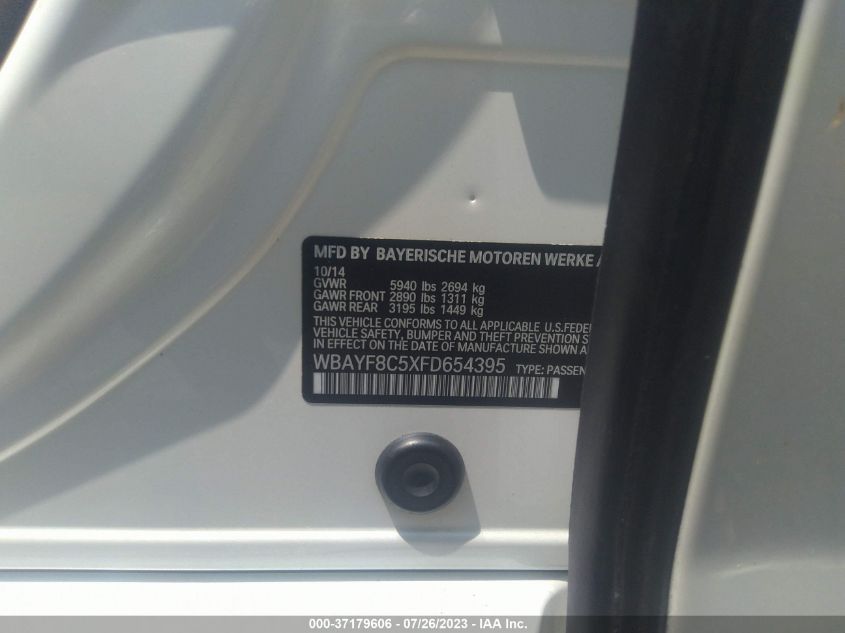 MFD BY BAYERISCHE MOTOREN WERKE
10/14
GVWR 5940 lbs 2694 kg
GAWR FRONT 2890 lbs 1311 kg
GAWR REAR 3195 lbs 1449 kg
THIS VEHICLE CONFORMS TO ALL APPLICABLE U.S.FEDE
VEHICLE SAFETY, BUMPER AND THEFT PREVENTION S
IN EFFECT ON THE DATE OF MANUFACTURE SHOWN A
WBAYF8C5XFD654395 TYPE: PASSEN
000-37179606 - 07/26/2023 - IAA Inc.